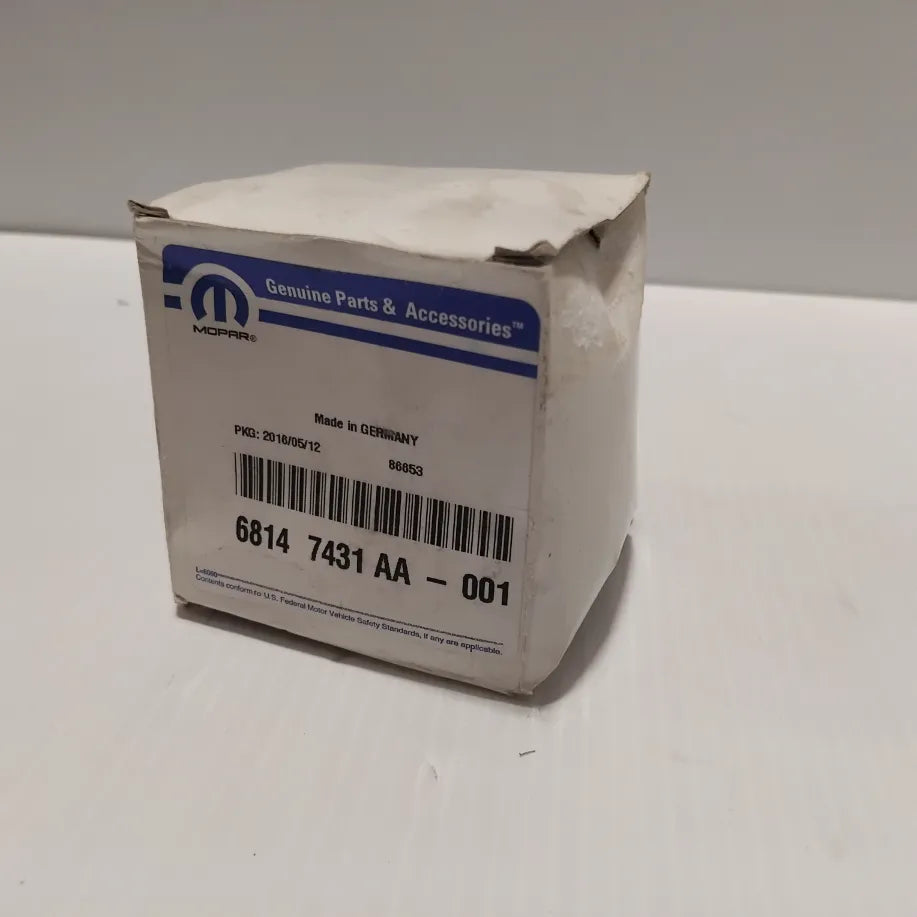 Genuine Parts & Accessories™
MOPAR®
Made in GERMANY
PKG: 2016/05/12
86653
6814 7431 AA – 001
L-6060
Contents conform to U.S. Federal Motor Vehicle Safety Standards, if any are applicable.